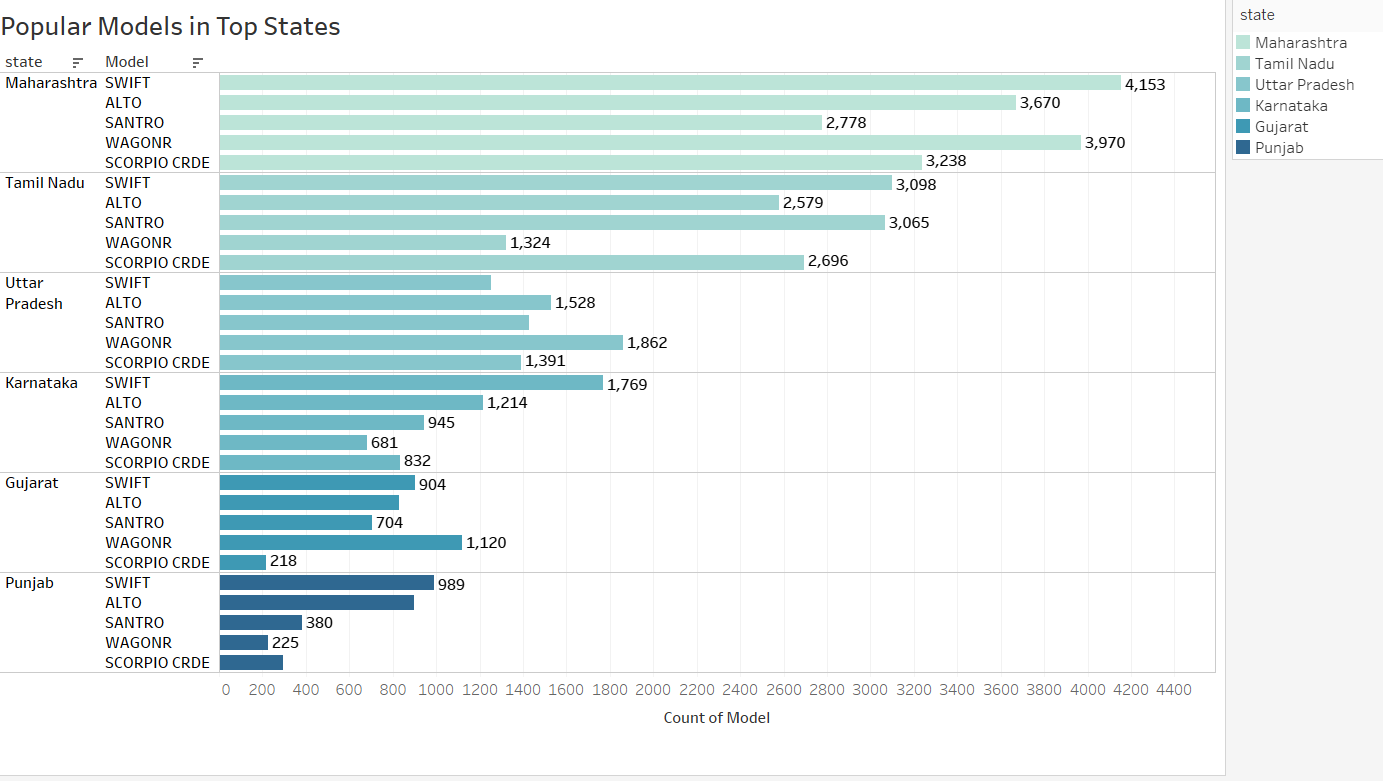 Popular Models in Top States
state Model
Maharashtra SWIFT 4,153
ALTO 3,670
SANTRO 2,778
WAGONR 3,970
SCORPIO CRDE 3,238
Tamil Nadu SWIFT 3,098
ALTO 2,579
SANTRO 3,065
WAGONR 1,324
SCORPIO CRDE 2,696
Uttar SWIFT
Pradesh ALTO 1,528
SANTRO
WAGONR 1,862
SCORPIO CRDE 1,391
Karnataka SWIFT 1,769
ALTO 1,214
SANTRO 945
WAGONR 681
SCORPIO CRDE 832
Gujarat SWIFT 904
ALTO
SANTRO 704
WAGONR 1,120
SCORPIO CRDE 218
Punjab SWIFT 989
ALTO
SANTRO 380
WAGONR 225
SCORPIO CRDE
0 200 400 600 800 1000 1200 1400 1600 1800 2000 2200 2400 2600 2800 3000 3200 3400 3600 3800 4000 4200 4400
Count of Model
state
Maharashtra
Tamil Nadu
Uttar Pradesh
Karnataka
Gujarat
Punjab